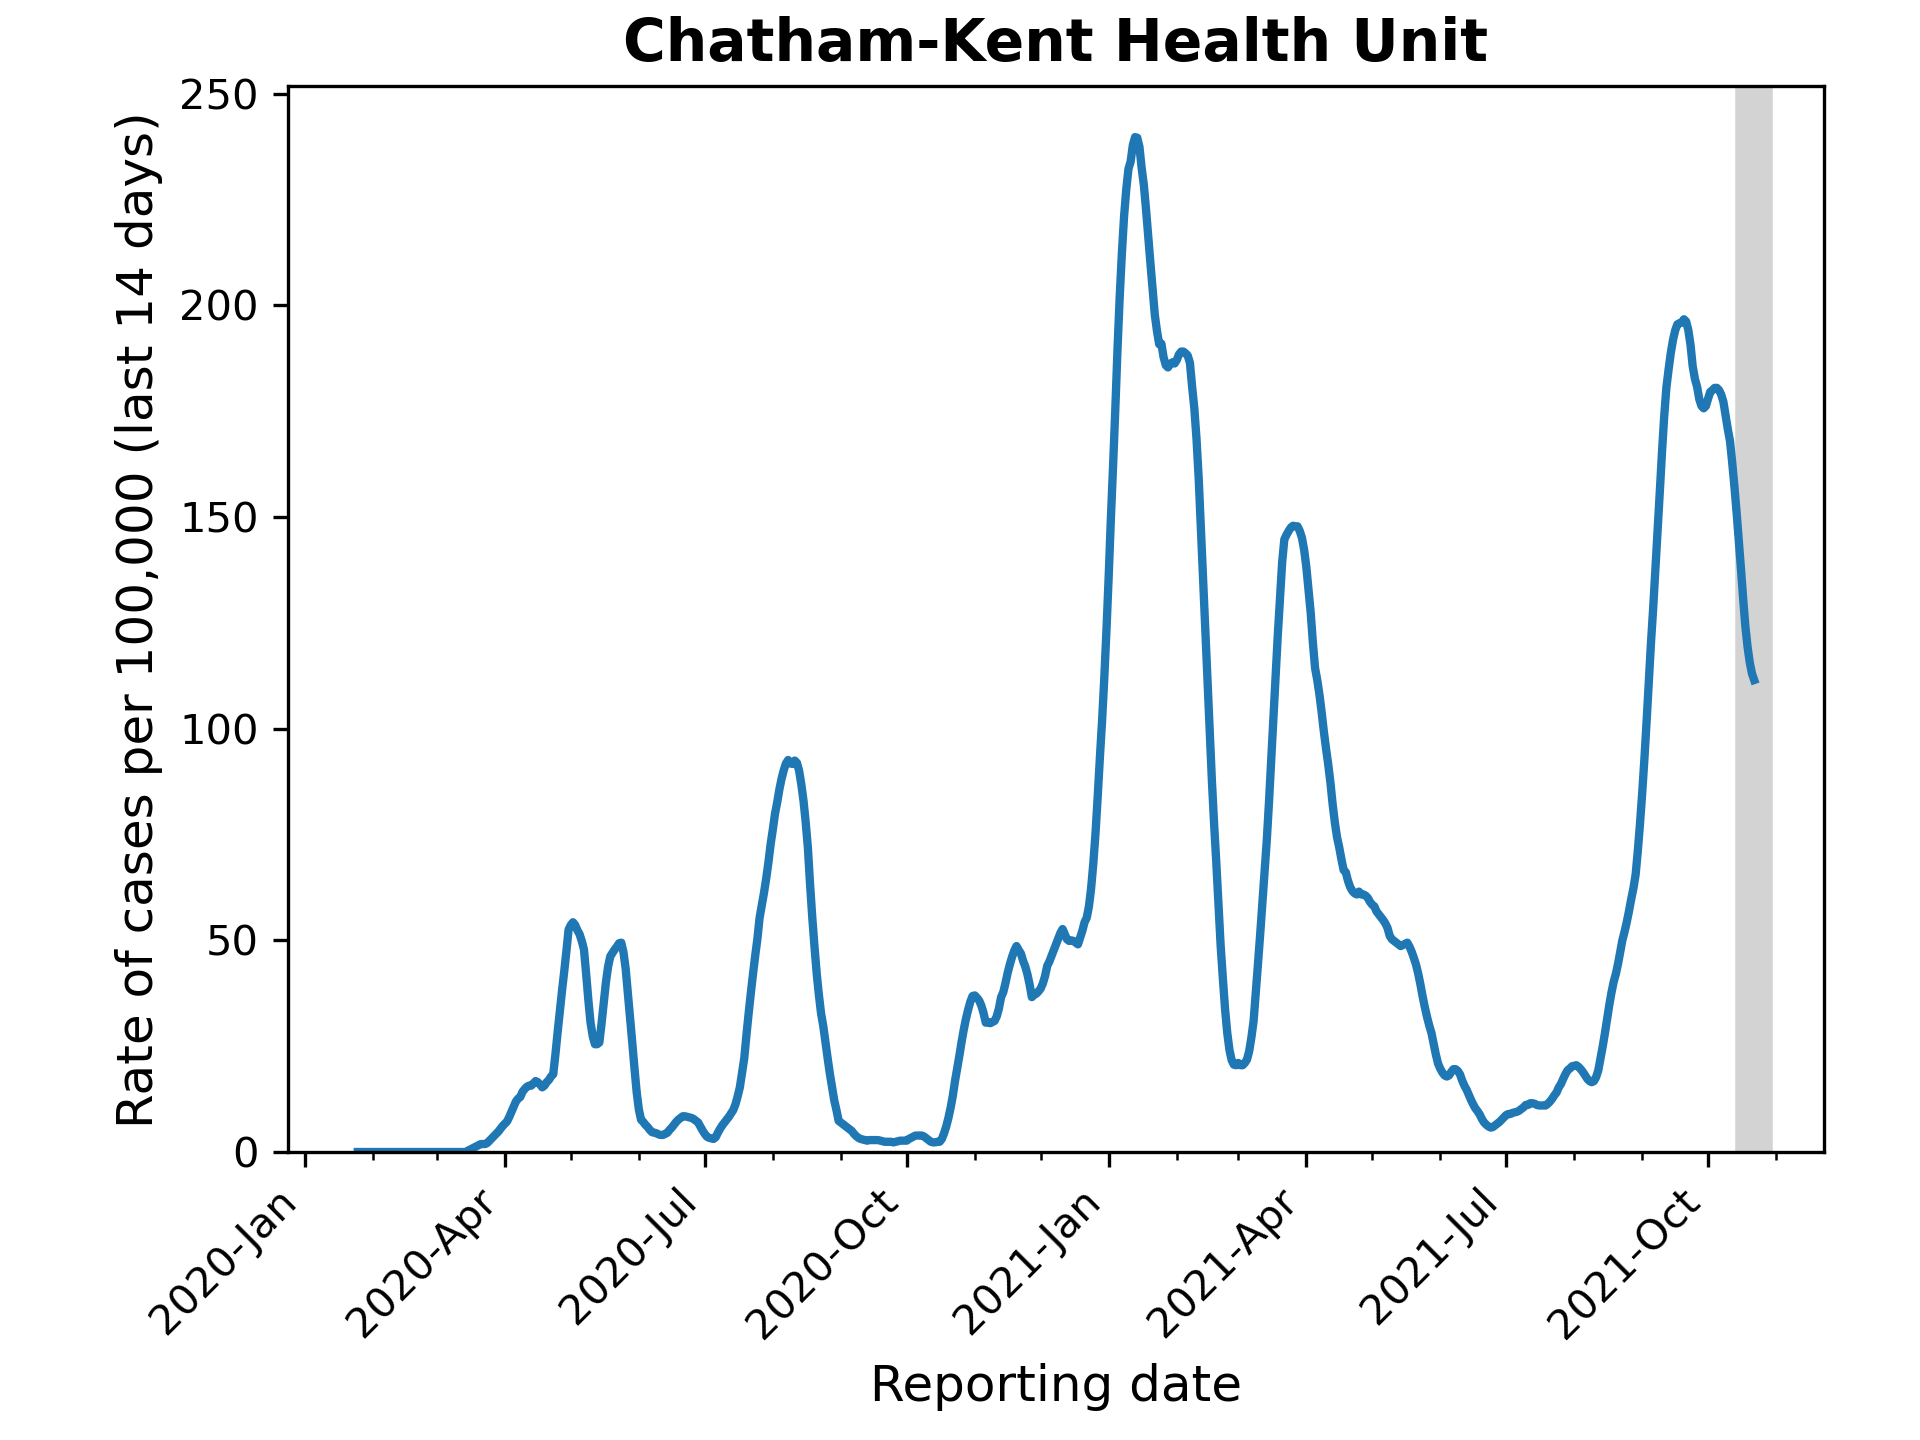 Chatham-Kent Health Unit
Rate of cases per 100,000 (last 14 days)
250
200
150
100
50
0
2020-Jan
2020-Apr
2020-Jul
2020-Oct
2021-Jan
2021-Apr
2021-Jul
2021-Oct
Reporting date